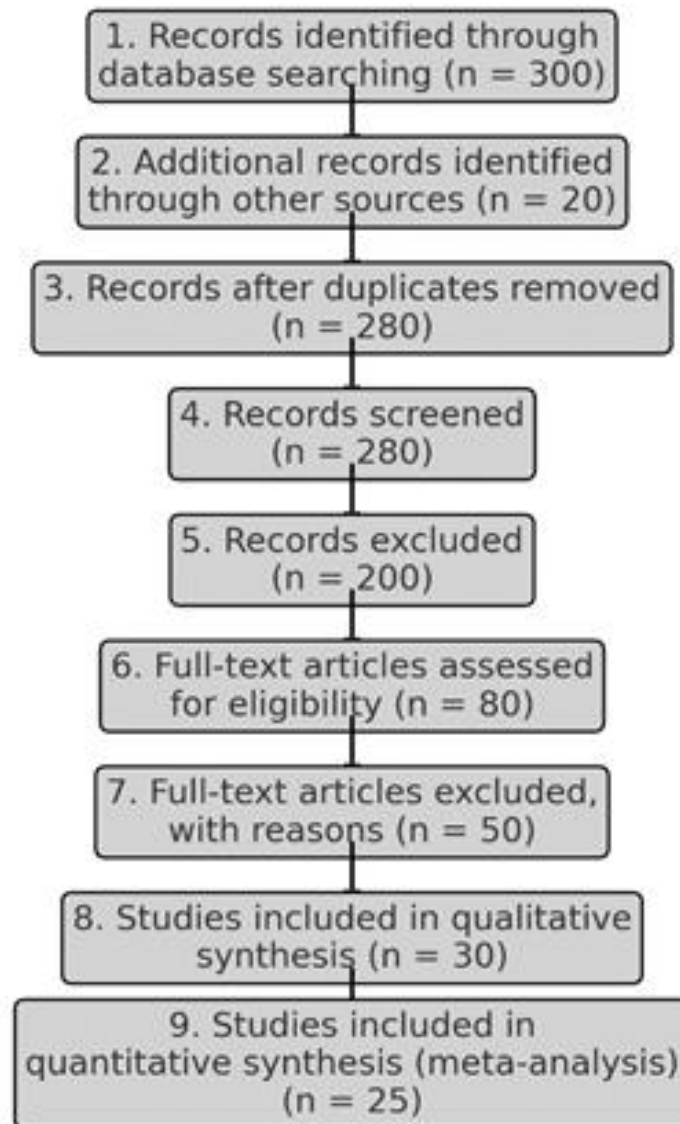 1. Records identified through
database searching (n = 300)
2. Additional records identified
through other sources (n = 20)
3. Records after duplicates removed
(n = 280)
4. Records screened
(n = 280)
5. Records excluded
(n = 200)
6. Full-text articles assessed
for eligibility (n = 80)
7. Full-text articles excluded,
with reasons (n = 50)
8. Studies included in qualitative
synthesis (n = 30)
9. Studies included in
quantitative synthesis (meta-analysis)
(n = 25)